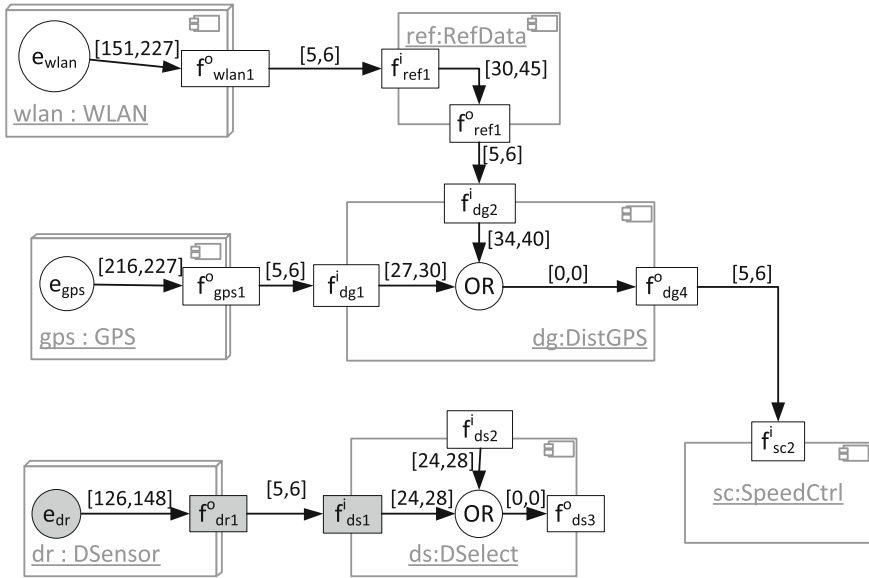 e_wlan
[151,227]
f^o_wlan1
[5,6]
f^i_ref1
ref:RefData
[30,45]
wlan : WLAN
f^o_ref1
[5,6]
f^i_dg2
[34,40]
e_gps
[216,227]
f^o_gps1
[5,6]
f^i_dg1
[27,30]
OR
[0,0]
f^o_dg4
[5,6]
gps : GPS
dg:DistGPS
f^i_ds2
f^i_sc2
[24,28]
e_dr
[126,148]
f^o_dr1
[5,6]
f^i_ds1
[24,28]
OR
[0,0]
f^o_ds3
sc:SpeedCtrl
dr : DSensor
ds:DSelect